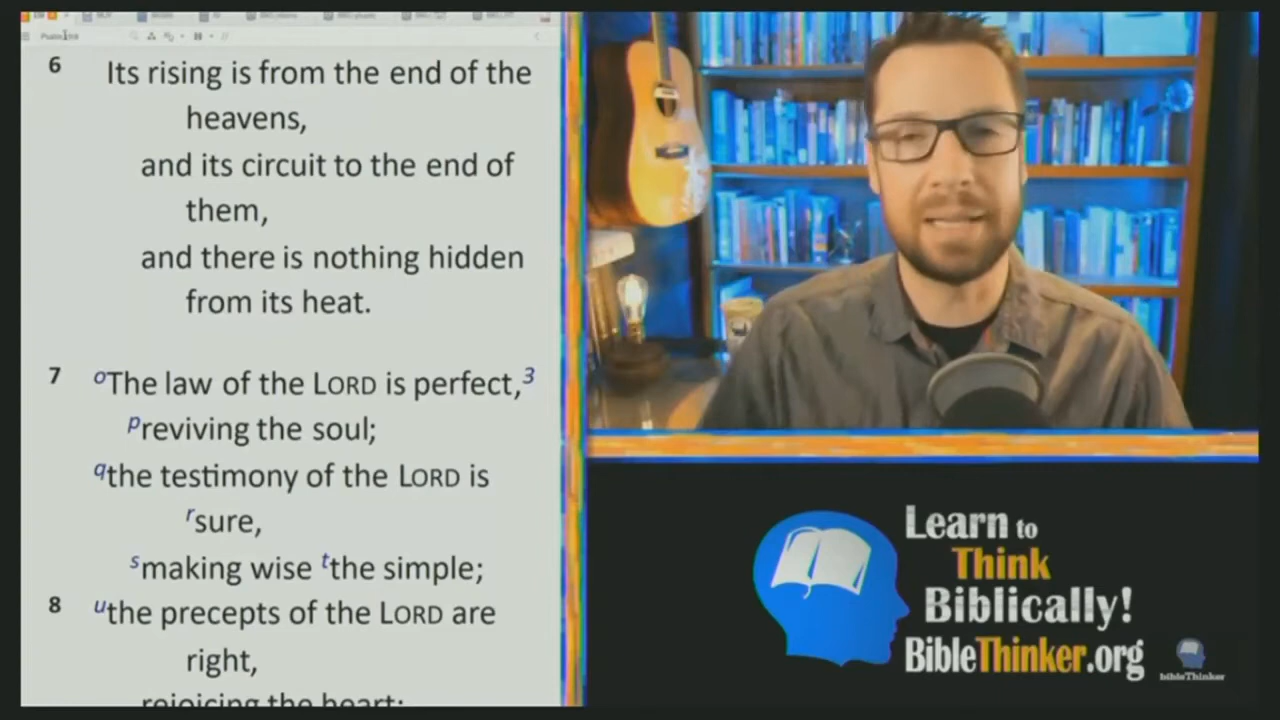 6 Its rising is from the end of the
heavens,
and its circuit to the end of
them,
and there is nothing hidden
from its heat.
7 oThe law of the LORD is perfect,3
previving the soul;
qthe testimony of the LORD is
rsure,
smaking wise tthe simple;
8 uthe precepts of the LORD are
right,
rejoicing the heart;
Learn to
Think
Biblically!
BibleThinker.org
bibleThinker